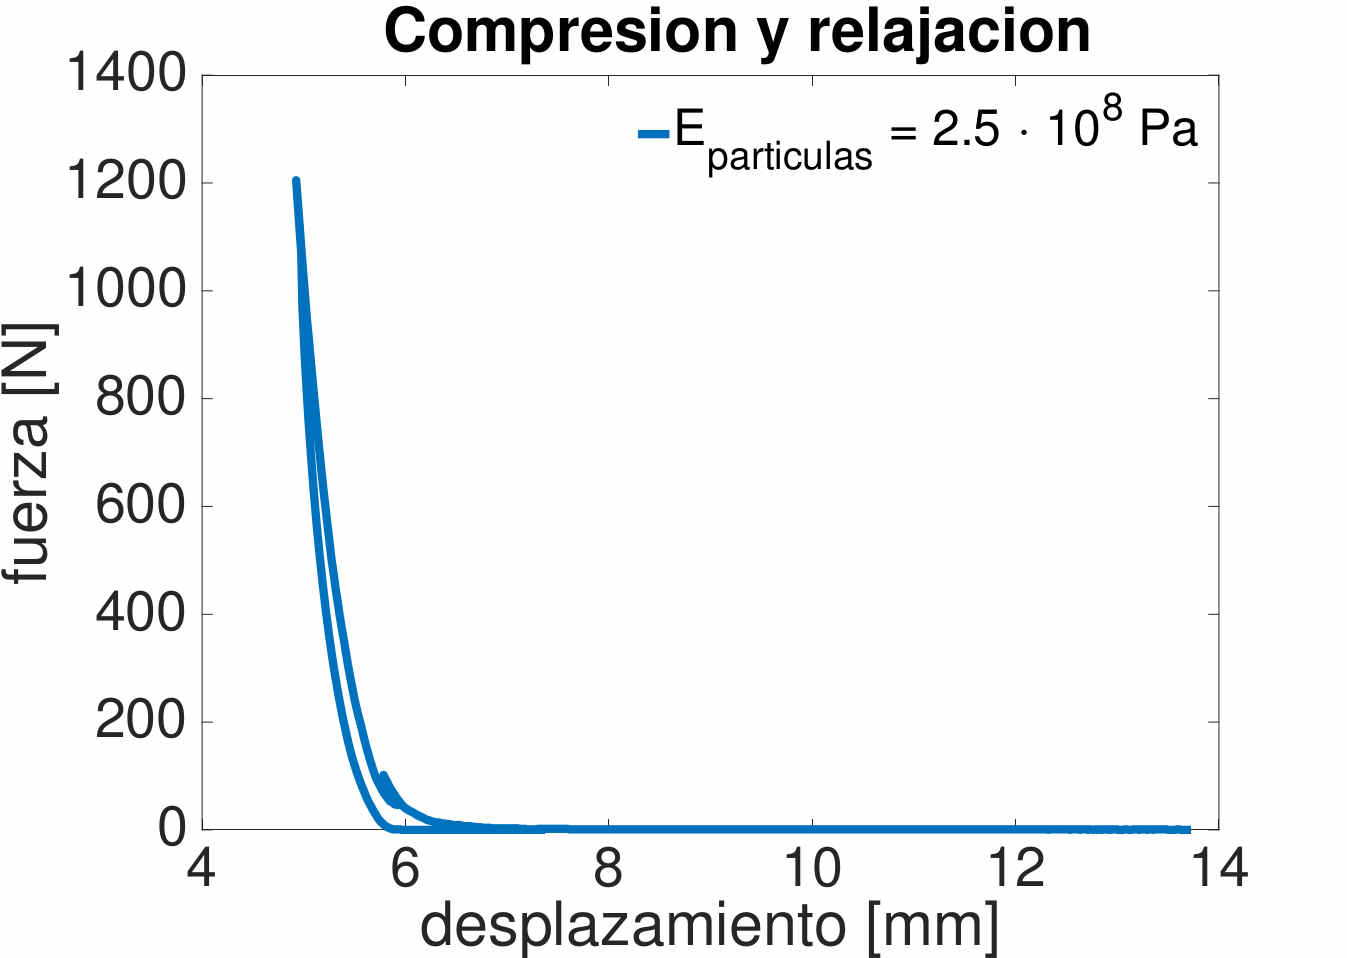 Compresion y relajacion
E_particulas = 2.5 · 10^8 Pa
1400
1200
1000
800
600
400
200
0
fuerza [N]
4 6 8 10 12 14
desplazamiento [mm]